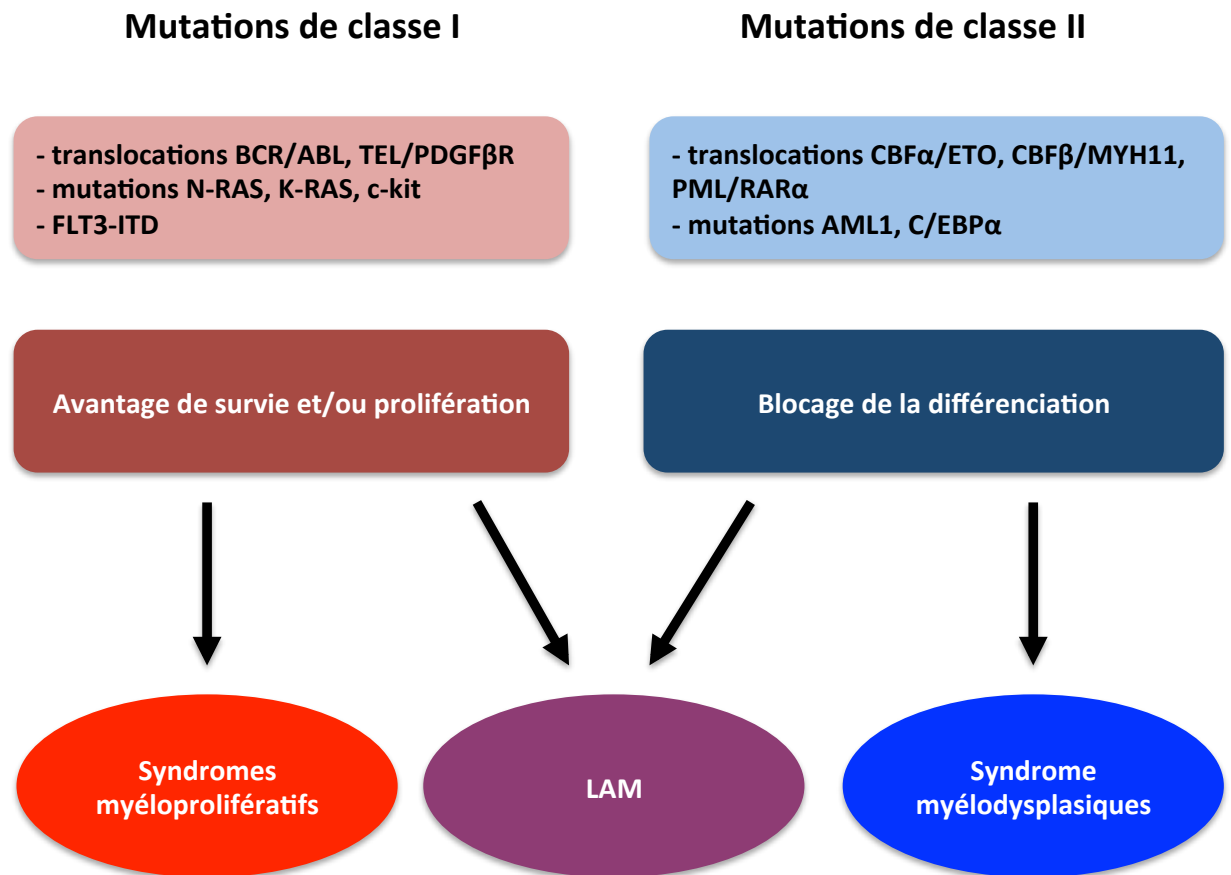 Mutations de classe I
Mutations de classe II
- translocations BCR/ABL, TEL/PDGFβR
- mutations N-RAS, K-RAS, c-kit
- FLT3-ITD
- translocations CBFα/ETO, CBFβ/MYH11,
PML/RARα
- mutations AML1, C/EBPα
Avantage de survie et/ou prolifération
Blocage de la différenciation
Syndromes
myéloprolifératifs
LAM
Syndrome
myélodysplasiques